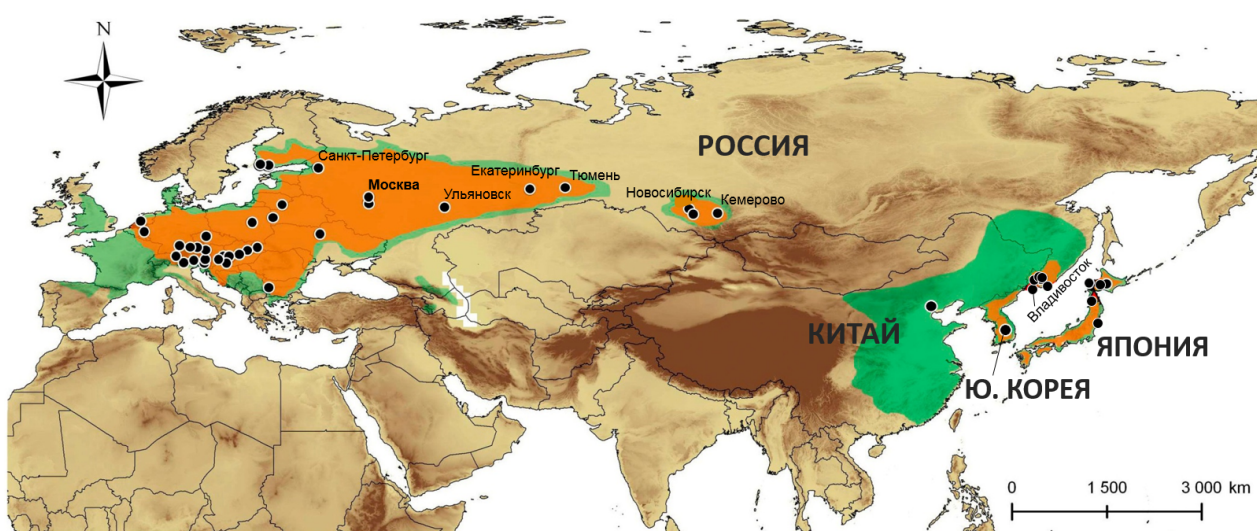 N
РОССИЯ
Санкт-Петербург
Екатеринбург
Тюмень
Москва
Ульяновск
Новосибирск
Кемерово
Владивосток
КИТАЙ
ЯПОНИЯ
Ю. КОРЕЯ
0 1 500 3 000 km